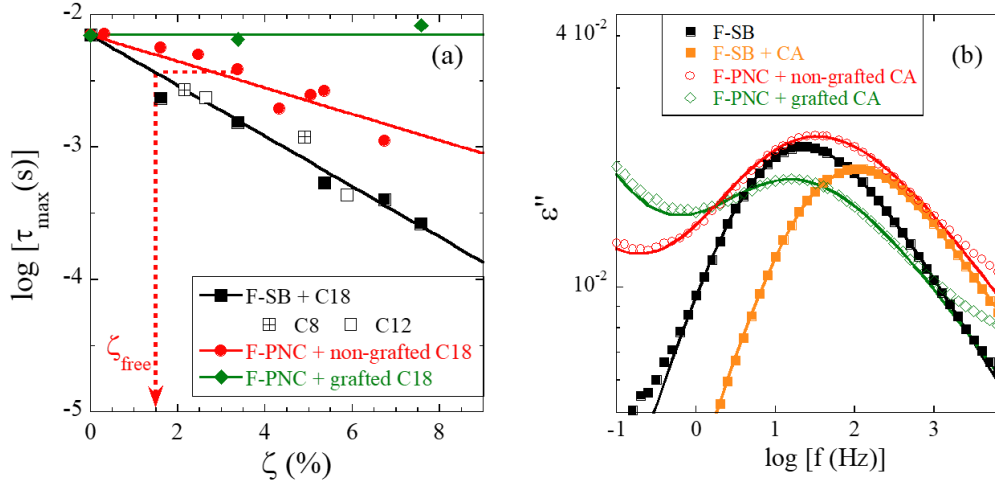 (a)
log [τmax(s)]
-2
-3
-4
-5
F-SB + C18
C8 C12
F-PNC + non-grafted C18
F-PNC + grafted C18
ζfree
0 2 4 6 8
ζ (%)
(b)
F-SB
F-SB + CA
F-PNC + non-grafted CA
F-PNC + grafted CA
ε"
4 10⁻²
10⁻²
-1 0 1 2 3
log [f (Hz)]